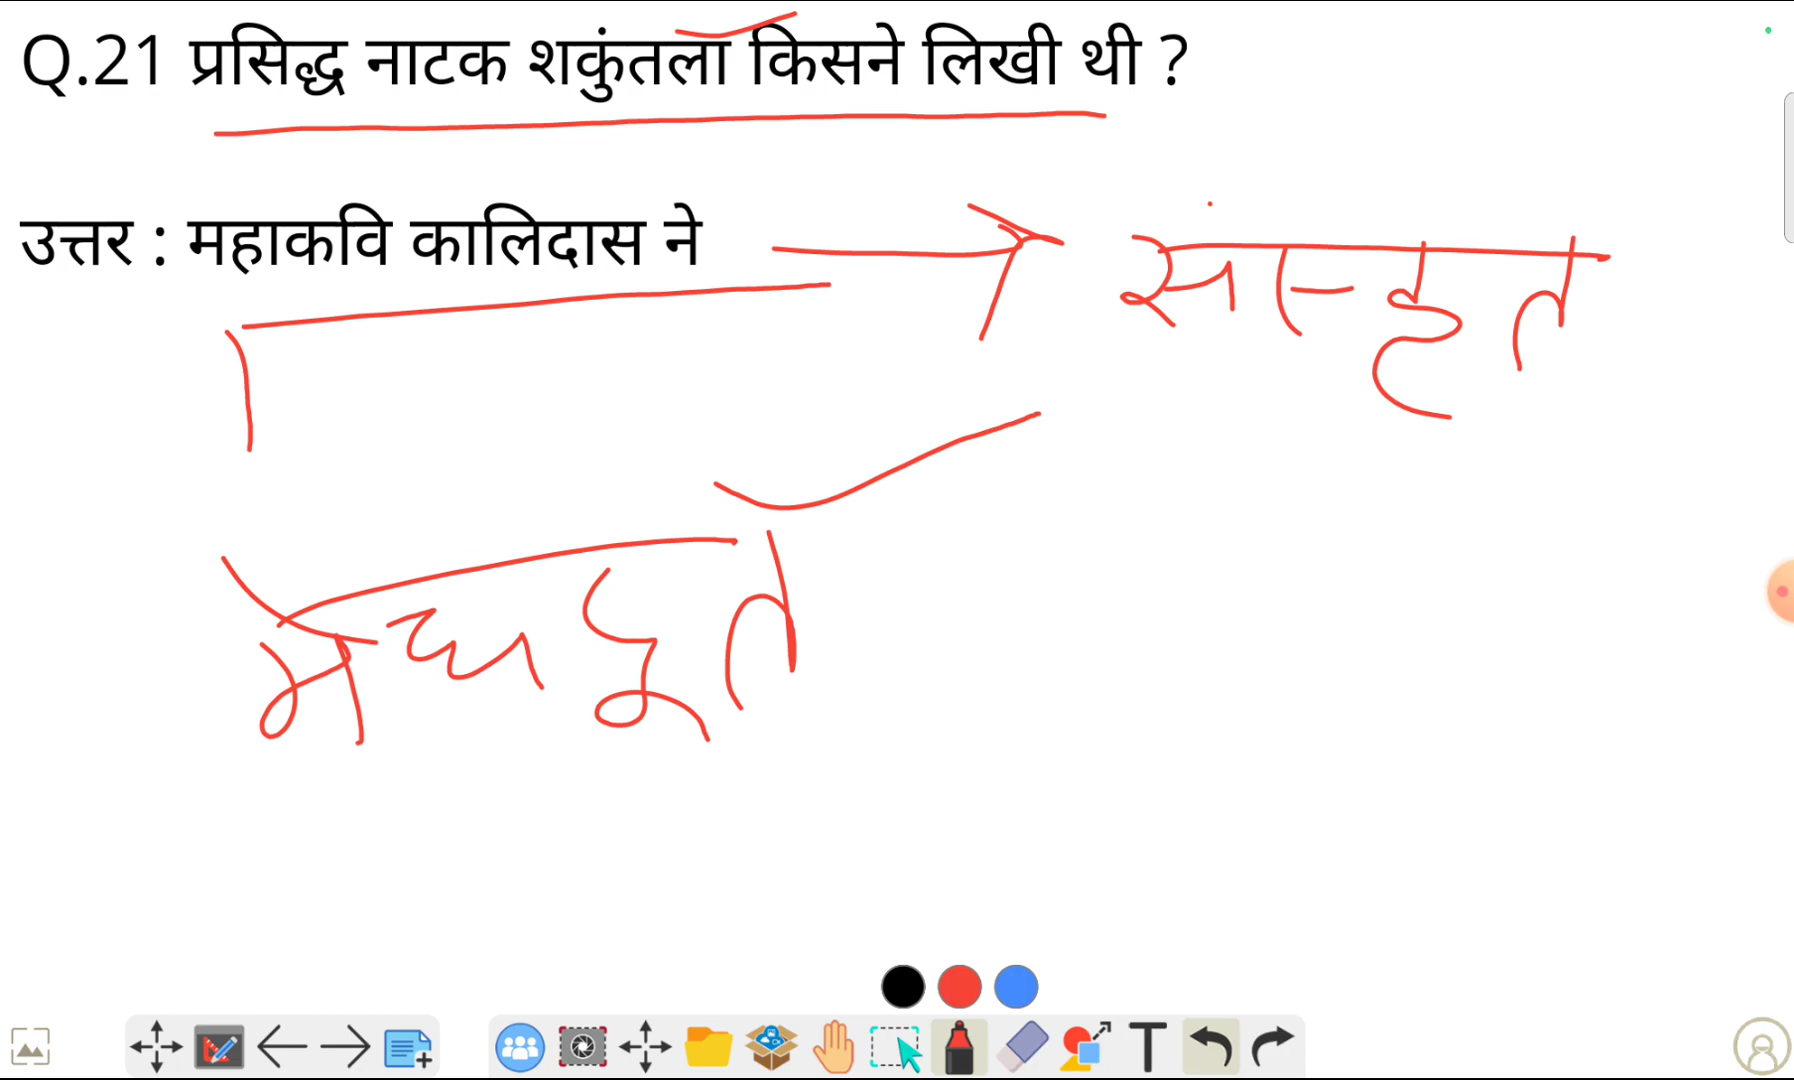 Q.21 प्रसिद्ध नाटक शकुंतला किसने लिखी थी ?
उत्तर : महाकवि कालिदास ने
मेघदूत